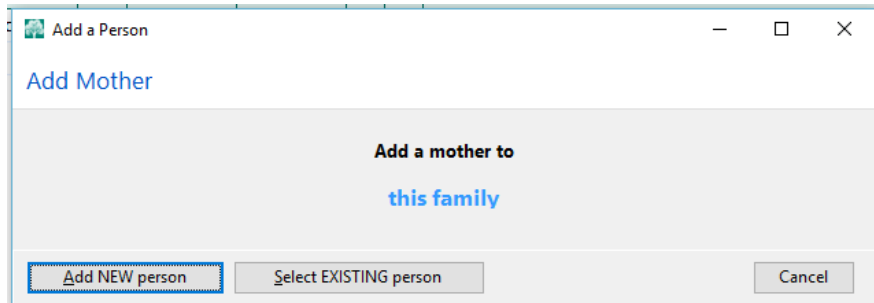 Add a Person
Add Mother
Add a mother to
this family
Add NEW person Select EXISTING person Cancel